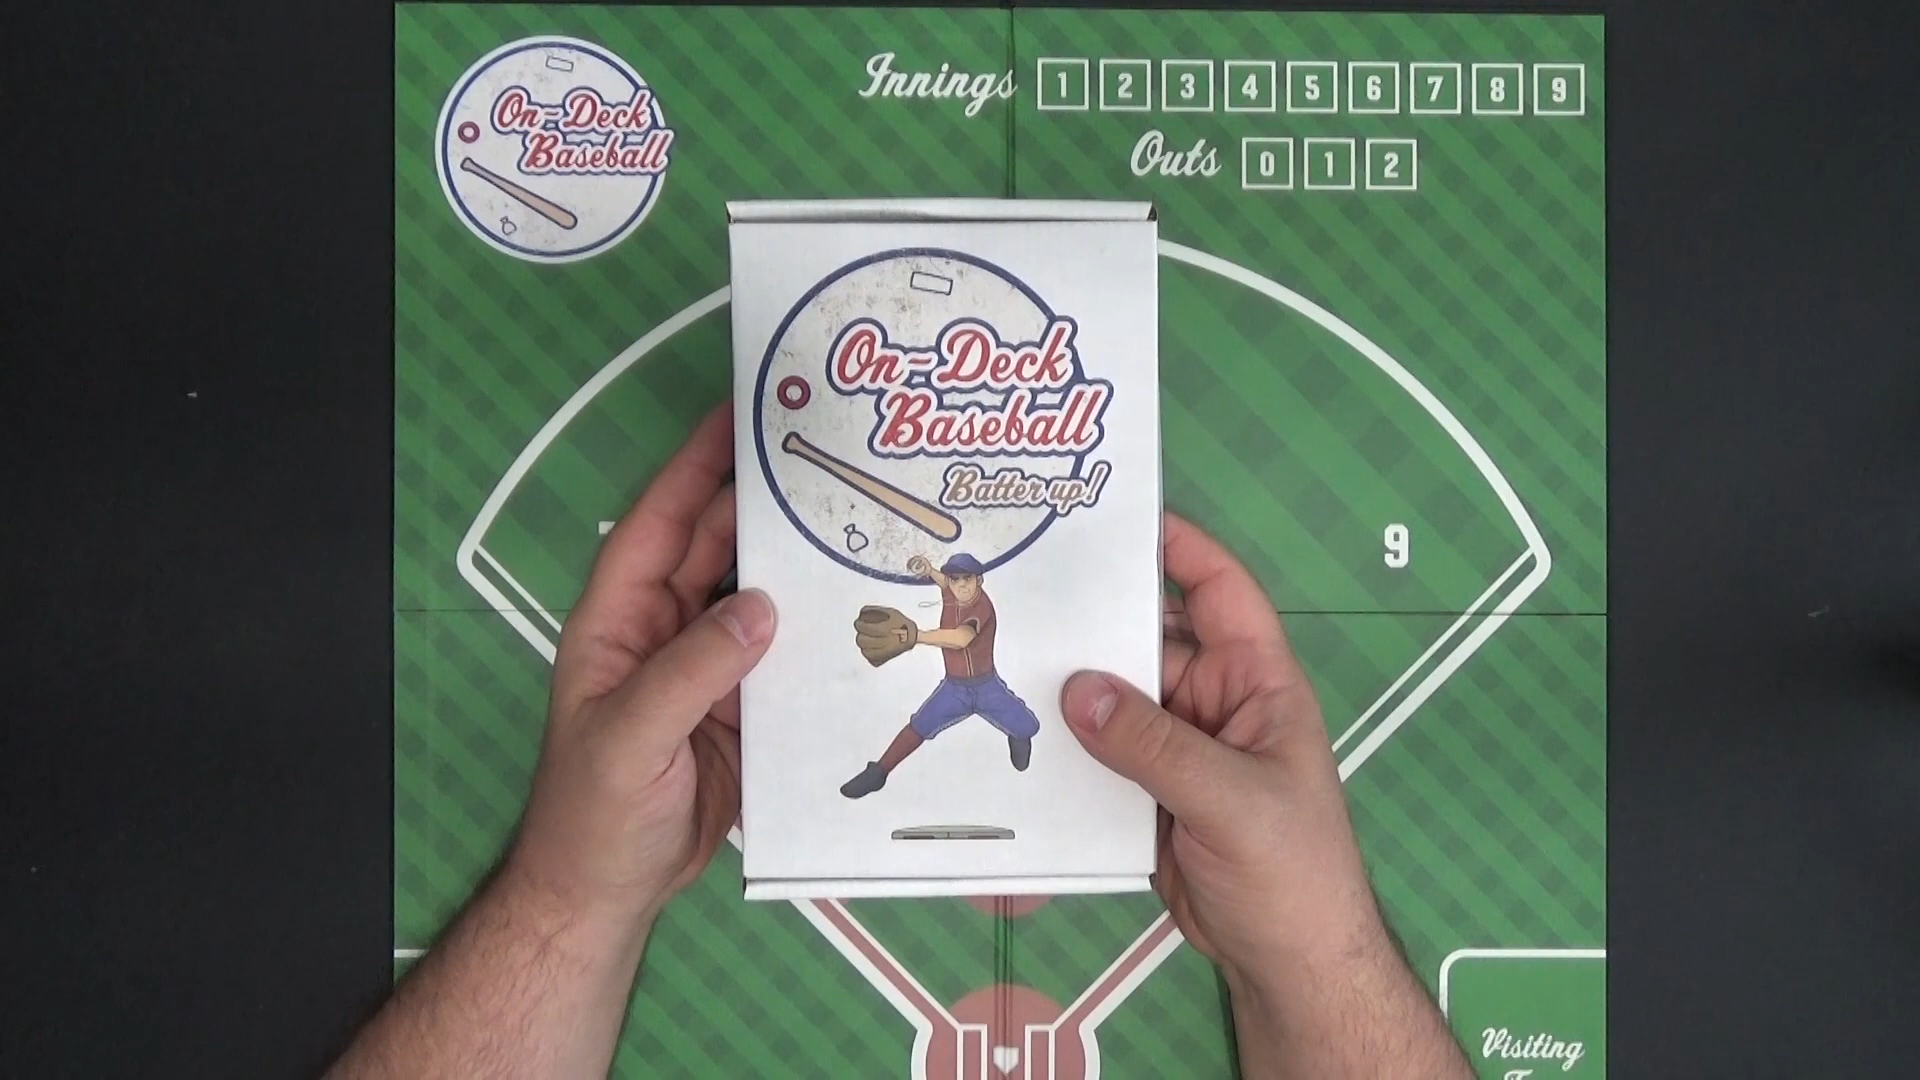 On-Deck
Baseball
Innings 1 2 3 4 5 6 7 8 9
Outs 0 1 2
On-Deck
Baseball
Batter up!
9
Visiting